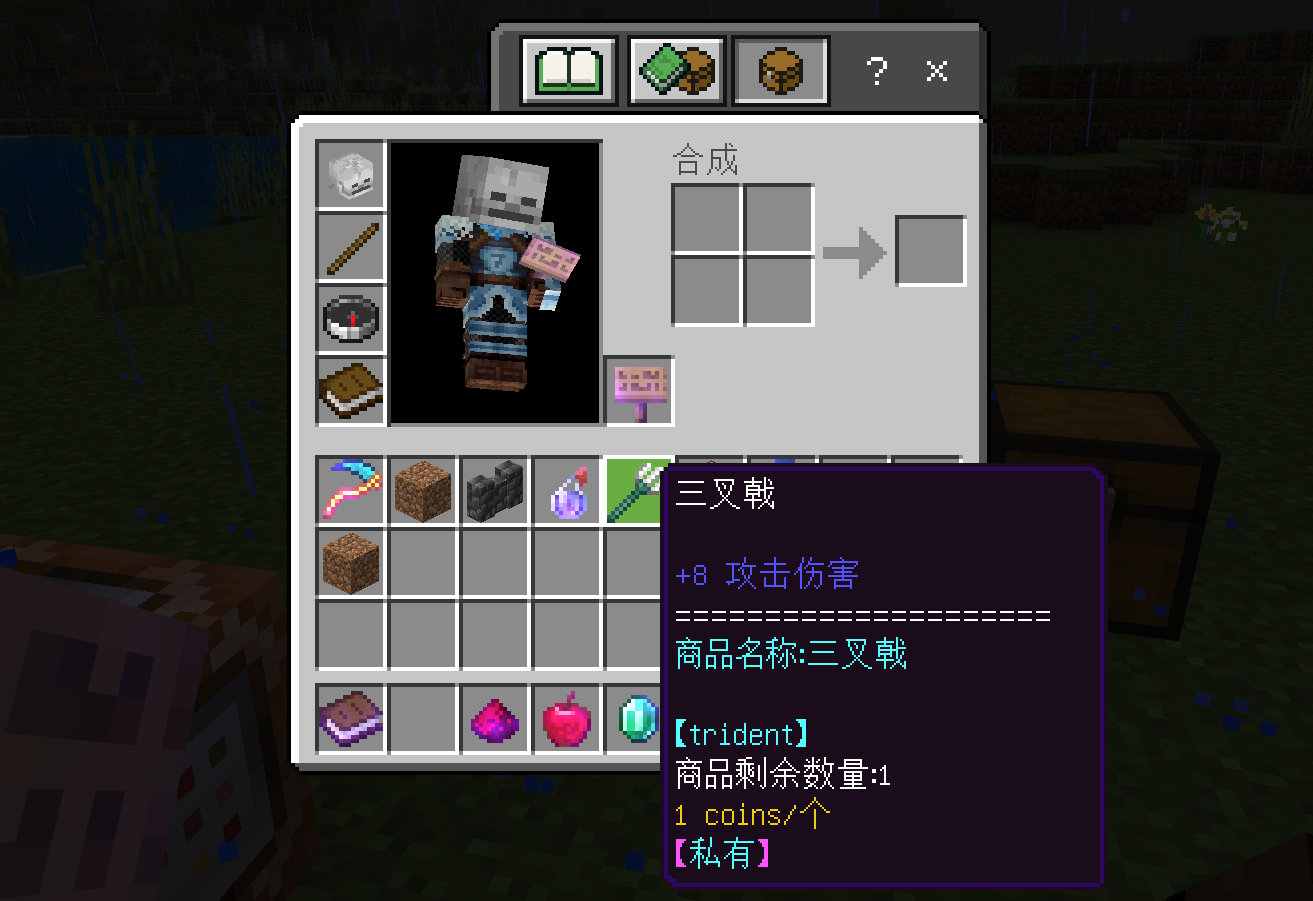 ?
合成
三叉戟
+8 攻击伤害
=====================
商品名称:三叉戟
【trident】
商品剩余数量:1
1 coins/个
【私有】